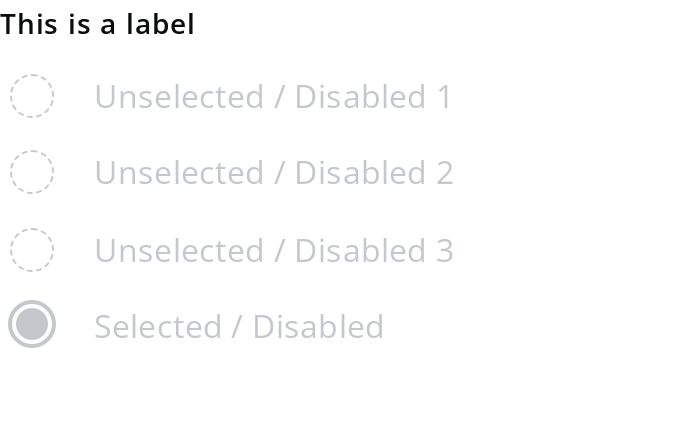 This is a label
Unselected / Disabled 1
Unselected / Disabled 2
Unselected / Disabled 3
Selected / Disabled